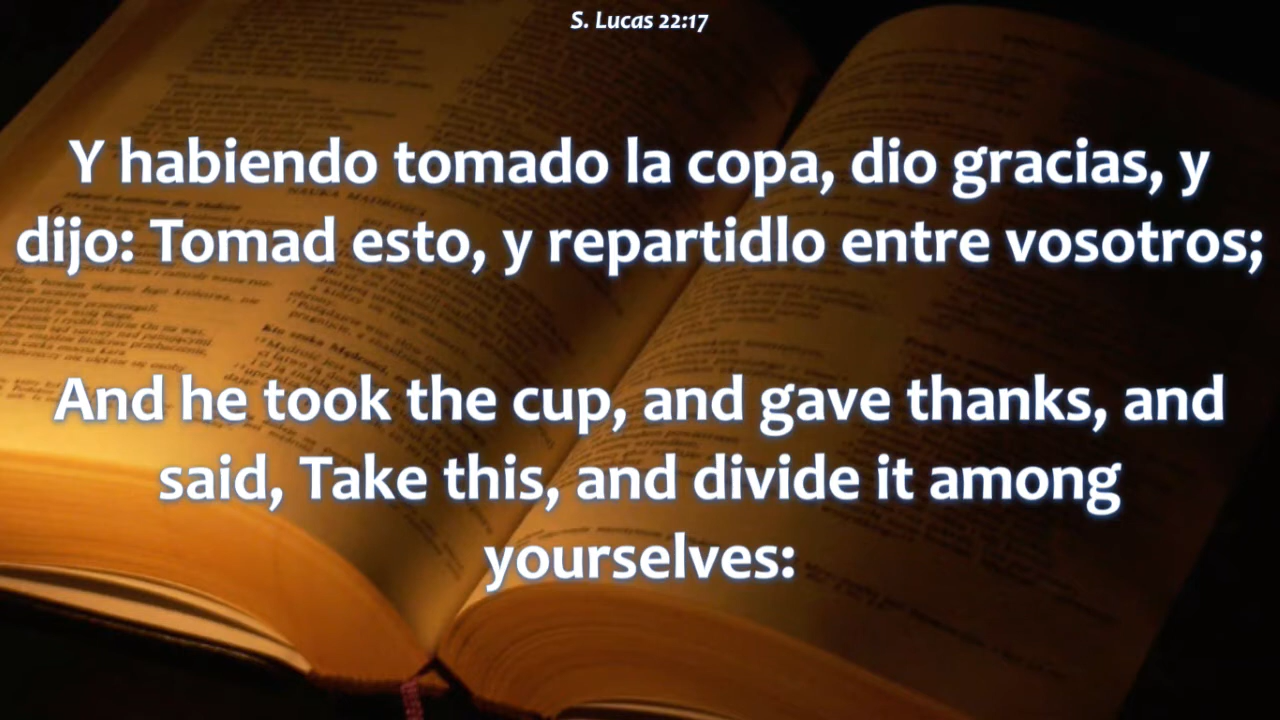 S. Lucas 22:17
Y habiendo tomado la copa, dio gracias, y
dijo: Tomad esto, y repartidlo entre vosotros;
And he took the cup, and gave thanks, and
said, Take this, and divide it among
yourselves: